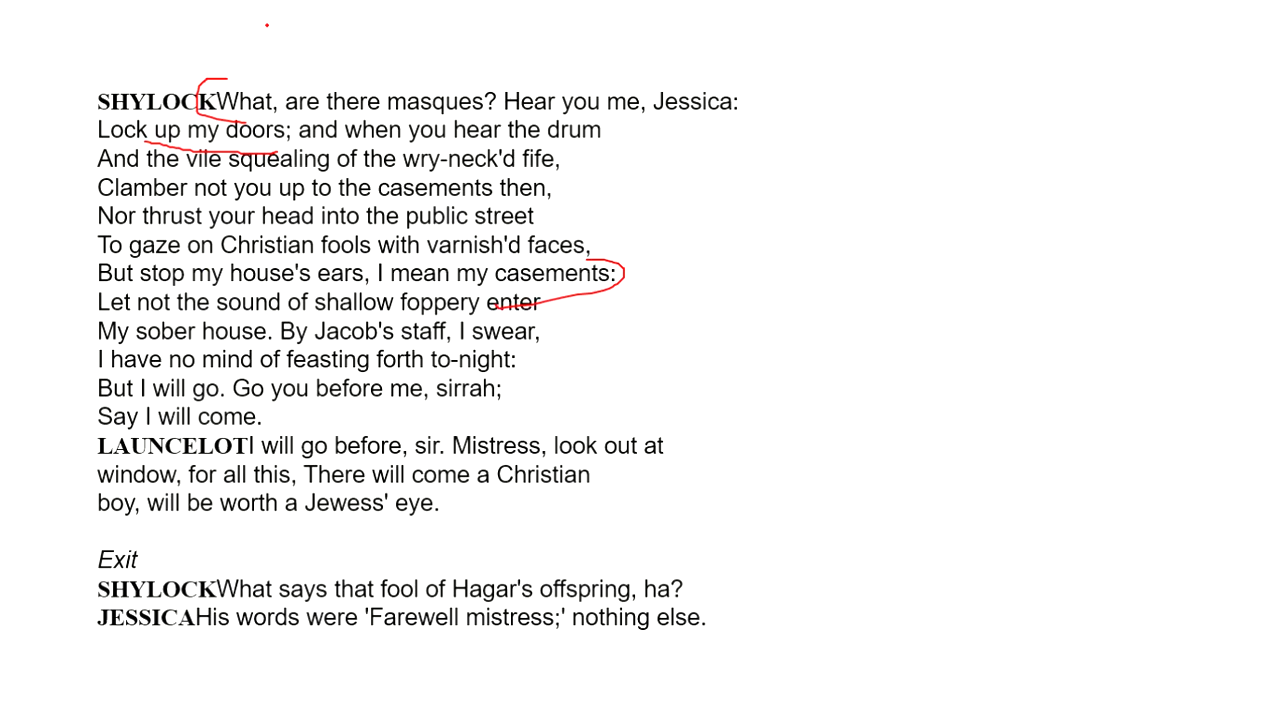 SHYLOCKWhat, are there masques? Hear you me, Jessica:
Lock up my doors; and when you hear the drum
And the vile squealing of the wry-neck'd fife,
Clamber not you up to the casements then,
Nor thrust your head into the public street
To gaze on Christian fools with varnish'd faces,
But stop my house's ears, I mean my casements:
Let not the sound of shallow foppery enter
My sober house. By Jacob's staff, I swear,
I have no mind of feasting forth to-night:
But I will go. Go you before me, sirrah;
Say I will come.
LAUNCELOTI will go before, sir. Mistress, look out at
window, for all this, There will come a Christian
boy, will be worth a Jewess' eye.
Exit
SHYLOCKWhat says that fool of Hagar's offspring, ha?
JESSICAHis words were 'Farewell mistress;' nothing else.